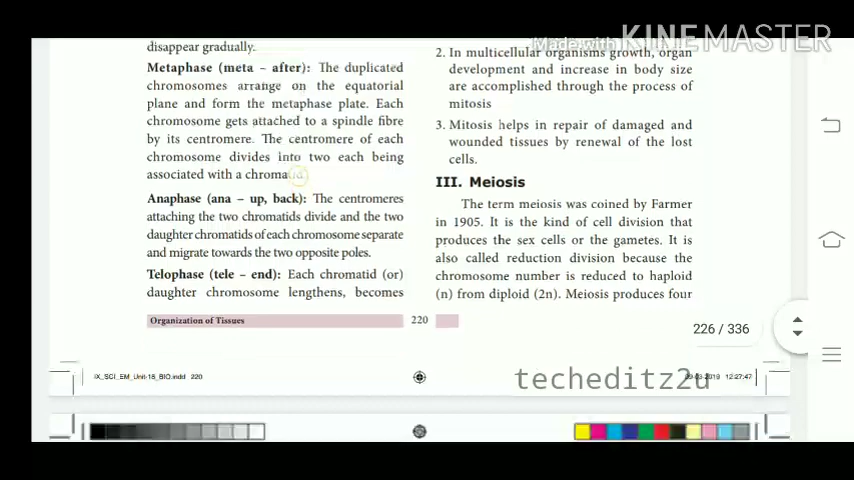 Made with KINEMASTER
disappear gradually.
Metaphase (meta – after): The duplicated
chromosomes arrange on the equatorial
plane and form the metaphase plate. Each
chromosome gets attached to a spindle fibre
by its centromere. The centromere of each
chromosome divides into two each being
associated with a chromatid.
Anaphase (ana – up, back): The centromeres
attaching the two chromatids divide and the two
daughter chromatids of each chromosome separate
and migrate towards the two opposite poles.
Telophase (tele – end): Each chromatid (or)
daughter chromosome lengthens, becomes
2. In multicellular organisms growth, organ
development and increase in body size
are accomplished through the process of
mitosis
3. Mitosis helps in repair of damaged and
wounded tissues by renewal of the lost
cells.
III. Meiosis
The term meiosis was coined by Farmer
in 1905. It is the kind of cell division that
produces the sex cells or the gametes. It is
also called reduction division because the
chromosome number is reduced to haploid
(n) from diploid (2n). Meiosis produces four
Organization of Tissues 220
226 / 336
IX_SCI_EM_Unit-18_BIO.indd 220
12:27:47
techeditz2u